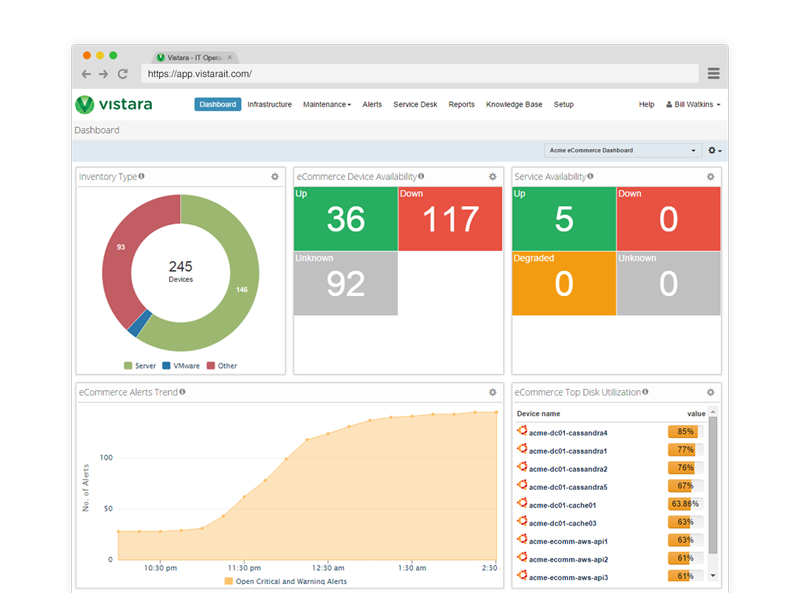 Vistara - IT Opera
https://app.vistarait.com/
vistara
Dashboard Infrastructure Maintenance Alerts Service Desk Reports Knowledge Base Setup Help Bill Watkins
Dashboard
Acme eCommerce Dashboard
Inventory Type
93
245
Devices
146
Server VMware Other
eCommerce Device Availability
Up Down
36 117
Unknown
92
Service Availability
Up Down
5 0
Degraded Unknown
0 0
eCommerce Alerts Trend
No. of Alerts
100
50
0
10:30 pm 11:30 pm 12:30 am 1:30 am 2:30
Open Critical and Warning Alerts
eCommerce Top Disk Utilization
Device name value
acme-dc01-cassandra4 85%
acme-dc01-cassandra1 77%
acme-dc01-cassandra2 76%
acme-dc01-cassandra5 67%
acme-dc01-cache01 63.86%
acme-dc01-cache03 63%
acme-ecomm-aws-api1 63%
acme-ecomm-aws-api2 61%
acme-ecomm-aws-api3 61%